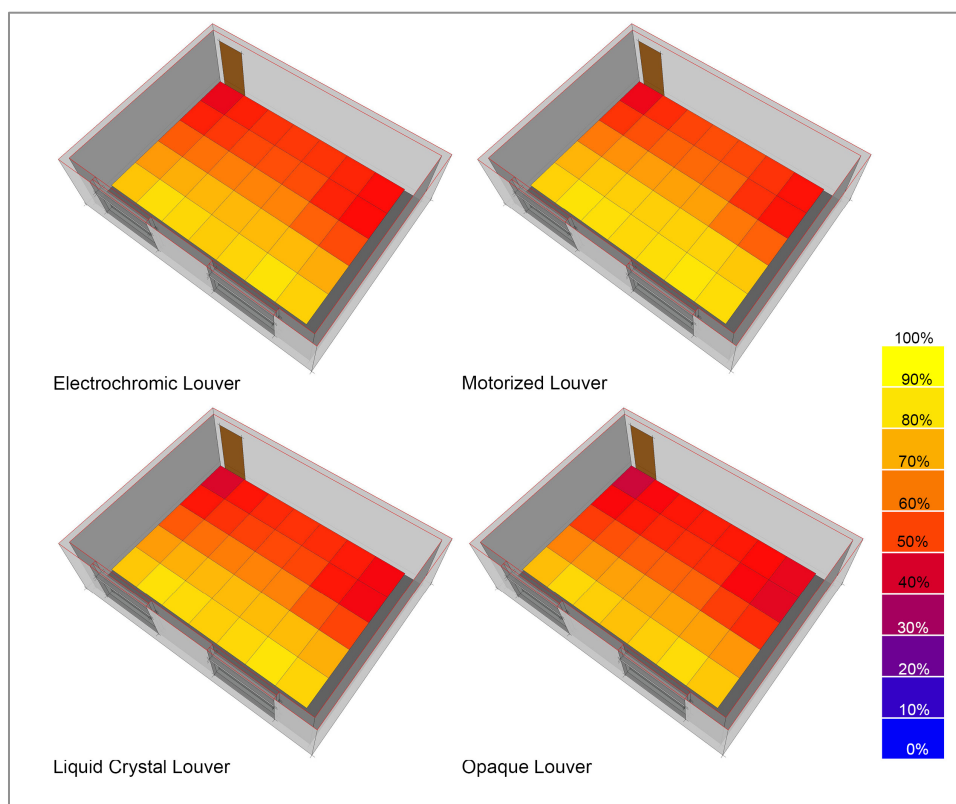 Electrochromic Louver
Motorized Louver
Liquid Crystal Louver
Opaque Louver
100%
90%
80%
70%
60%
50%
40%
30%
20%
10%
0%